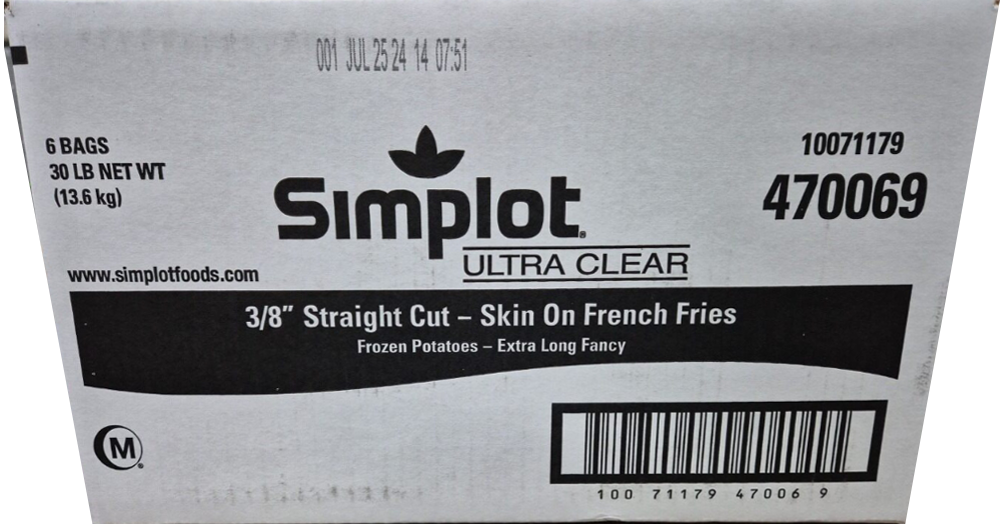 001 JUL 25 24 14 07:51
6 BAGS
30 LB NET WT
(13.6 kg)
10071179
470069
Simplot®
ULTRA CLEAR
www.simplotfoods.com
3/8” Straight Cut – Skin On French Fries
Frozen Potatoes – Extra Long Fancy
M®
100 71179 47006 9